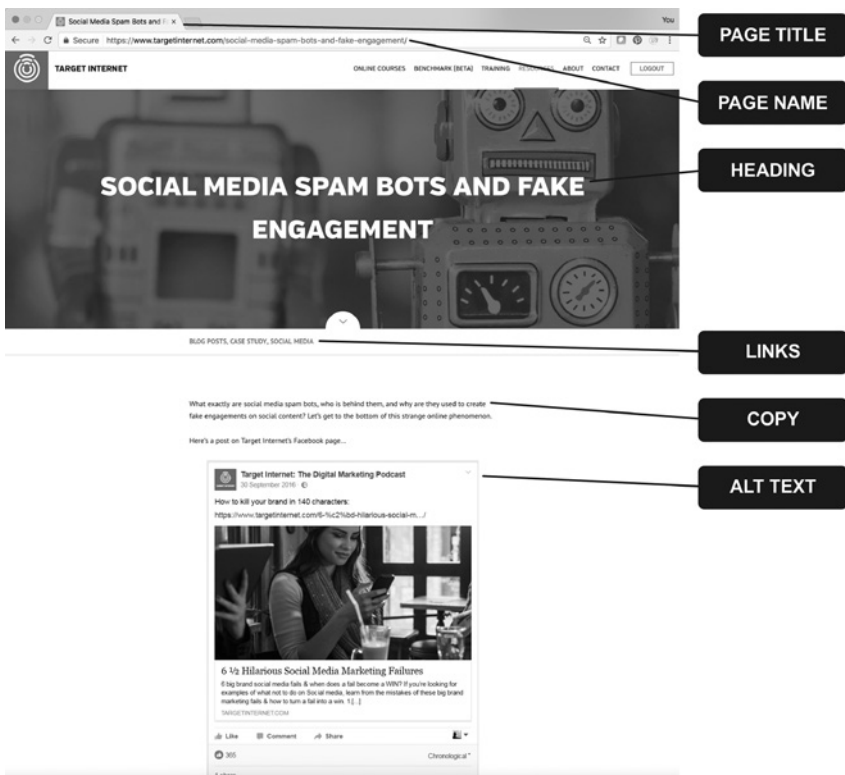 Social Media Spam Bots and F
You
PAGE TITLE
Secure https://www.targetinternet.com/social-media-spam-bots-and-fake-engagement/
TARGET INTERNET
ONLINE COURSES BENCHMARK (BETA) TRAINING RESOURCES ABOUT CONTACT LOGOUT
PAGE NAME
HEADING
SOCIAL MEDIA SPAM BOTS AND FAKE
ENGAGEMENT
BLOG POSTS, CASE STUDY, SOCIAL MEDIA
LINKS
What exactly are social media spam bots, who is behind them, and why are they used to create
fake engagements on social content? Let's get to the bottom of this strange online phenomenon.
COPY
Here's a post on Target Internet's Facebook page...
Target Internet: The Digital Marketing Podcast
30 September 2016
ALT TEXT
How to kill your brand in 140 characters:
https://www.targetinternet.com/6-%c2%bd-hilarious-social-m.../
6 ½ Hilarious Social Media Marketing Failures
6 big brand social media fails & when does a fail become a WIN? If you're looking for
examples of what not to do on Social media, learn from the mistakes of these big brand
marketing fails & how to turn a fail into a win. 1 [...]
TARGETINTERNET.COM
Like Comment Share
365
Chronological